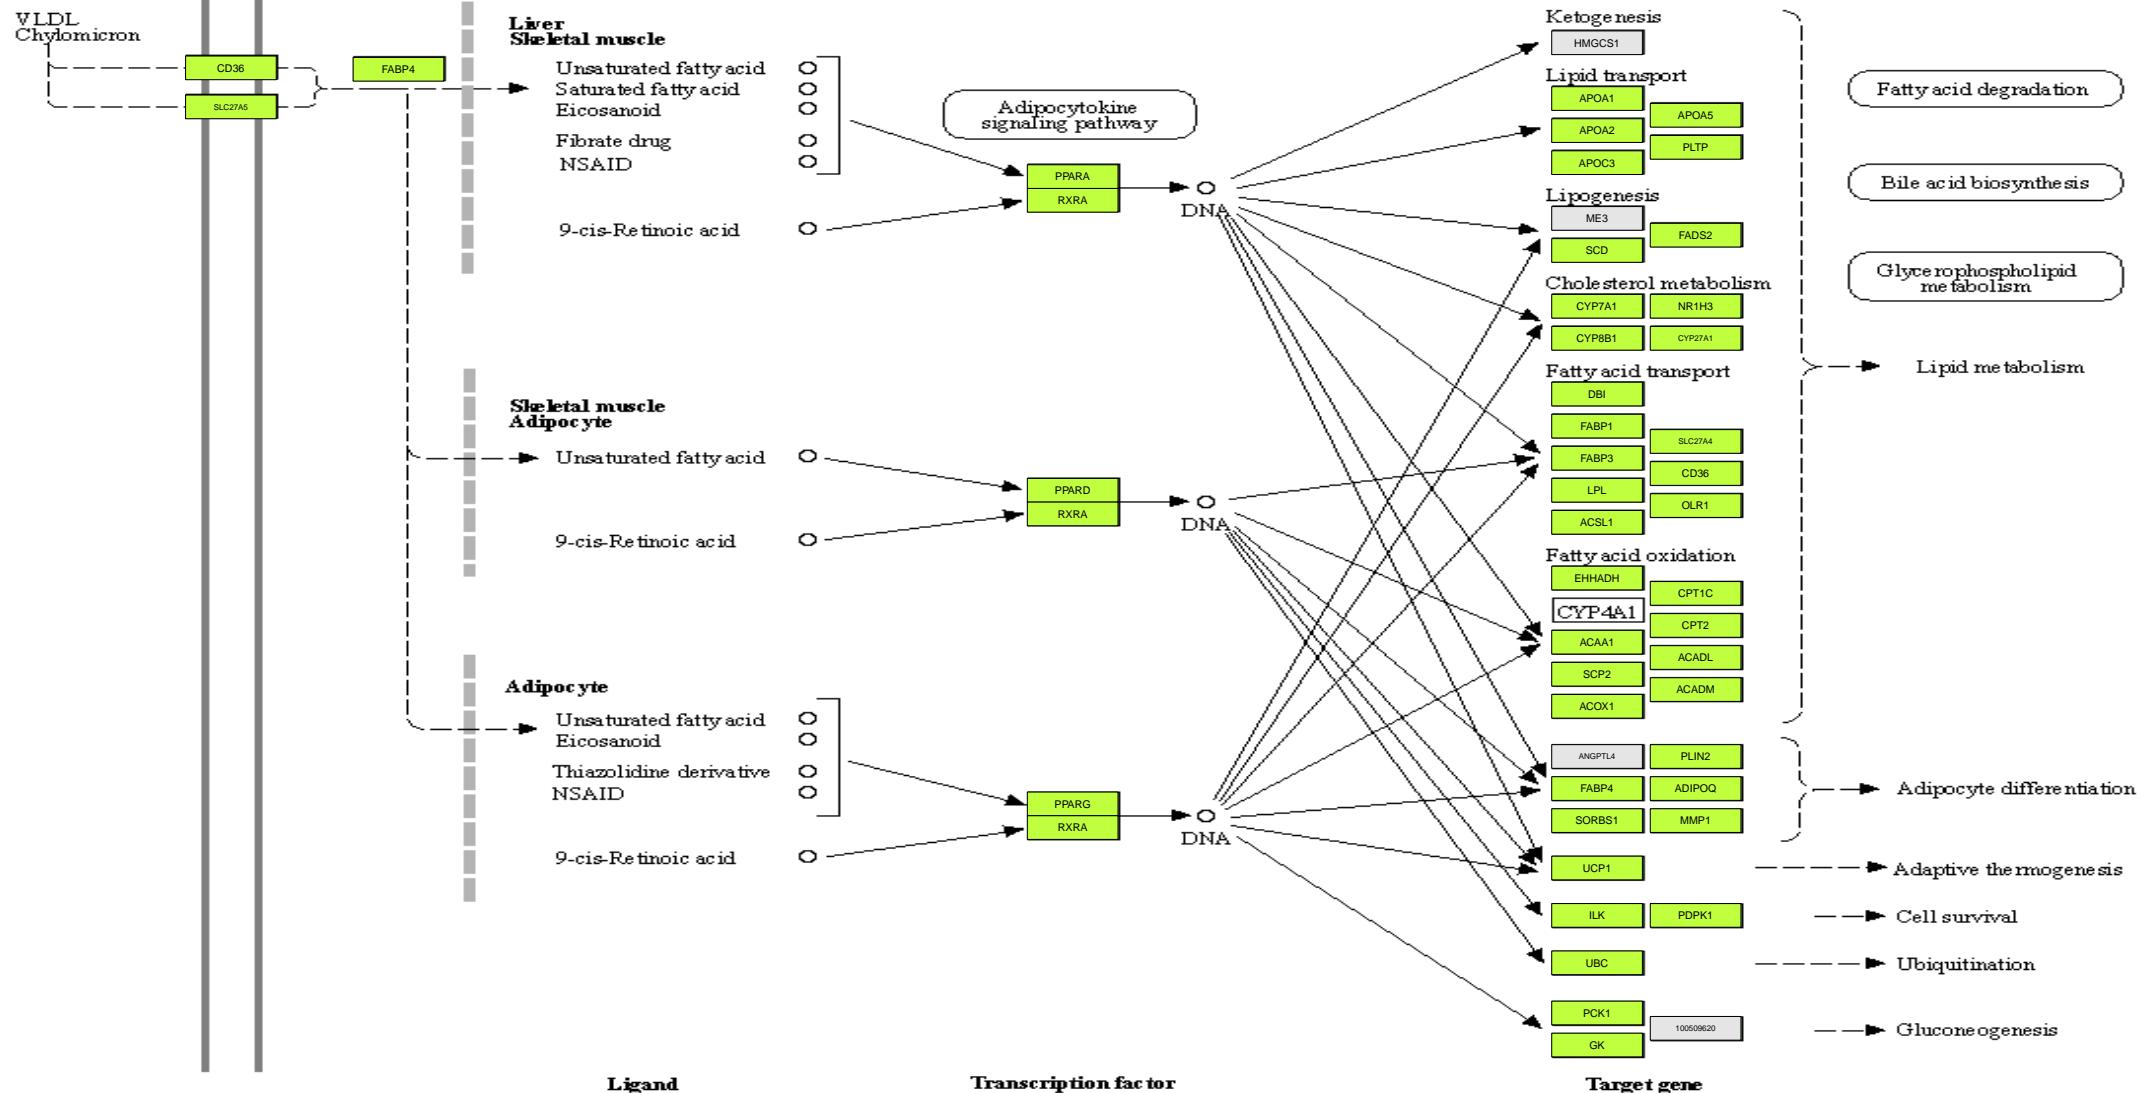 VLDL
Chylomicron
CD36
SLC27A5
FABP4
Liver
Skeletal muscle
Unsaturated fatty acid
Saturated fatty acid
Eicosanoid
Fibrate drug
NSAID
9-cis-Retinoic acid
Adipocytokine
signaling pathway
PPARA
RXRA
DNA
Skeletal muscle
Adipocyte
Unsaturated fatty acid
9-cis-Retinoic acid
PPARD
RXRA
DNA
Adipocyte
Unsaturated fatty acid
Eicosanoid
Thiazolidine derivative
NSAID
9-cis-Retinoic acid
PPARG
RXRA
DNA
Ketogenesis
HMGCS1
Lipid transport
APOA1
APOA2
APOC3
APOA5
PLTP
Lipogenesis
ME3
SCD
FADS2
Cholesterol metabolism
CYP7A1
NR1H3
CYP8B1
CYP27A1
Fatty acid transport
DBI
FABP1
FABP3
LPL
ACSL1
SLC27A4
CD36
OLR1
Fatty acid oxidation
EHHADH
CYP4A1
ACAA1
SCP2
ACOX1
CPT1C
CPT2
ACADL
ACADM
ANGPTL4
PLIN2
FABP4
ADIPOQ
SORBS1
MMP1
UCP1
ILK
PDPK1
UBC
PCK1
GK
100509620
Fatty acid degradation
Bile acid biosynthesis
Glycerophospholipid
metabolism
Lipid metabolism
Adipocyte differentiation
Adaptive thermogenesis
Cell survival
Ubiquitination
Gluconeogenesis
Ligand
Transcription factor
Target gene